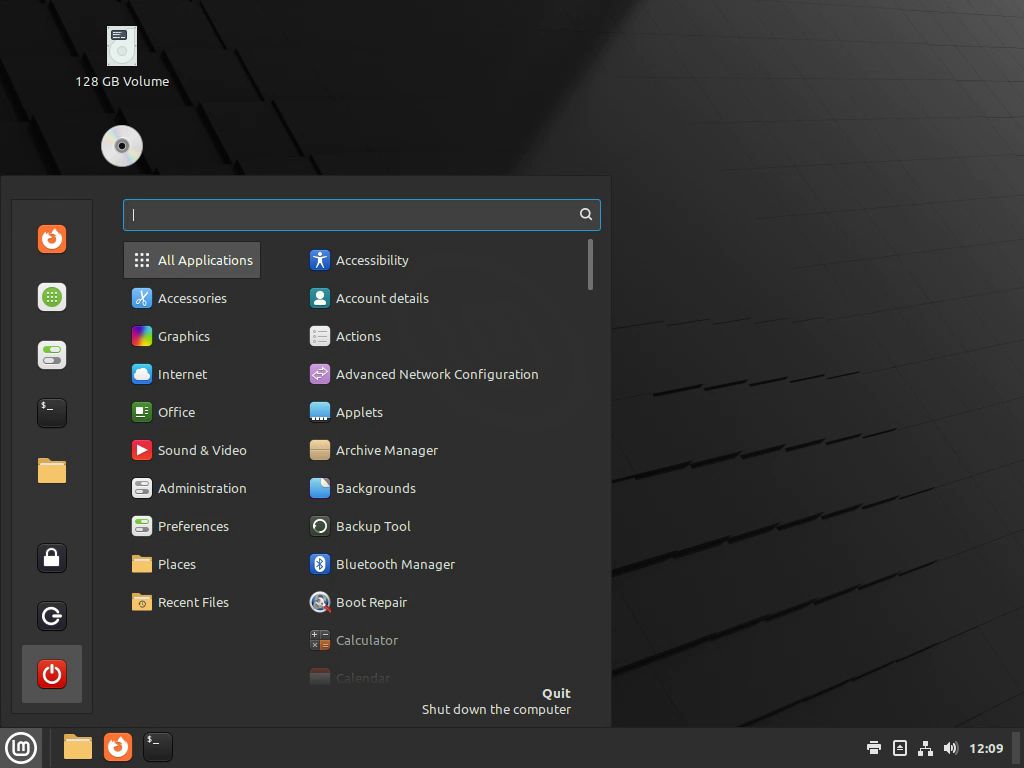 128 GB Volume
All Applications
Accessories
Graphics
Internet
Office
Sound & Video
Administration
Preferences
Places
Recent Files
Accessibility
Account details
Actions
Advanced Network Configuration
Applets
Archive Manager
Backgrounds
Backup Tool
Bluetooth Manager
Boot Repair
Calculator
Calendar
Quit
Shut down the computer
12:09